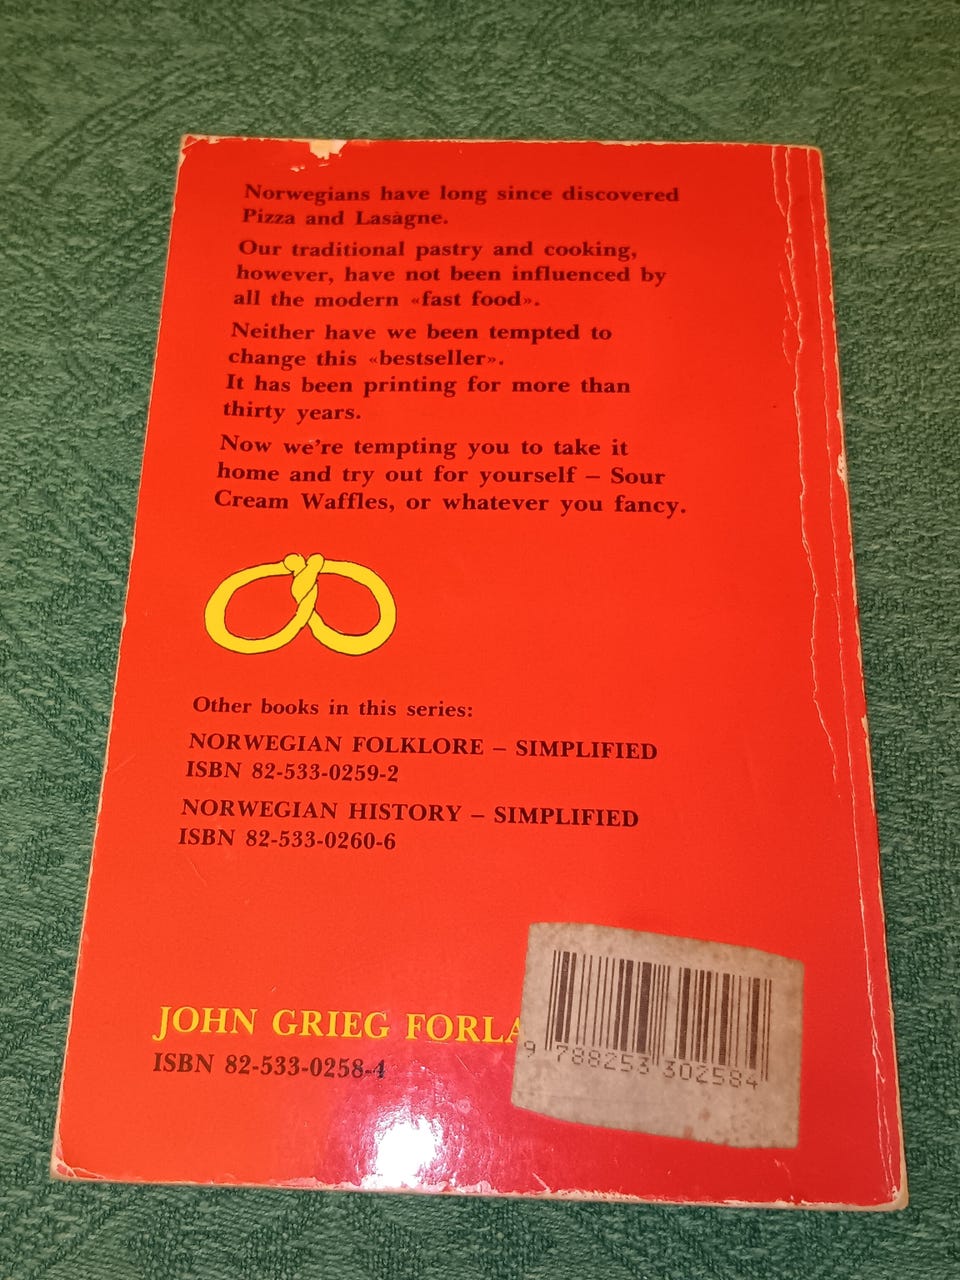 Norwegians have long since discovered
Pizza and Lasàgne.
Our traditional pastry and cooking,
however, have not been influenced by
all the modern «fast food».
Neither have we been tempted to
change this «bestseller».
It has been printing for more than
thirty years.
Now we're tempting you to take it
home and try out for yourself – Sour
Cream Waffles, or whatever you fancy.
Other books in this series:
NORWEGIAN FOLKLORE – SIMPLIFIED
ISBN 82-533-0259-2
NORWEGIAN HISTORY – SIMPLIFIED
ISBN 82-533-0260-6
JOHN GRIEG FORLA
ISBN 82-533-0258-4
9 788253 302584